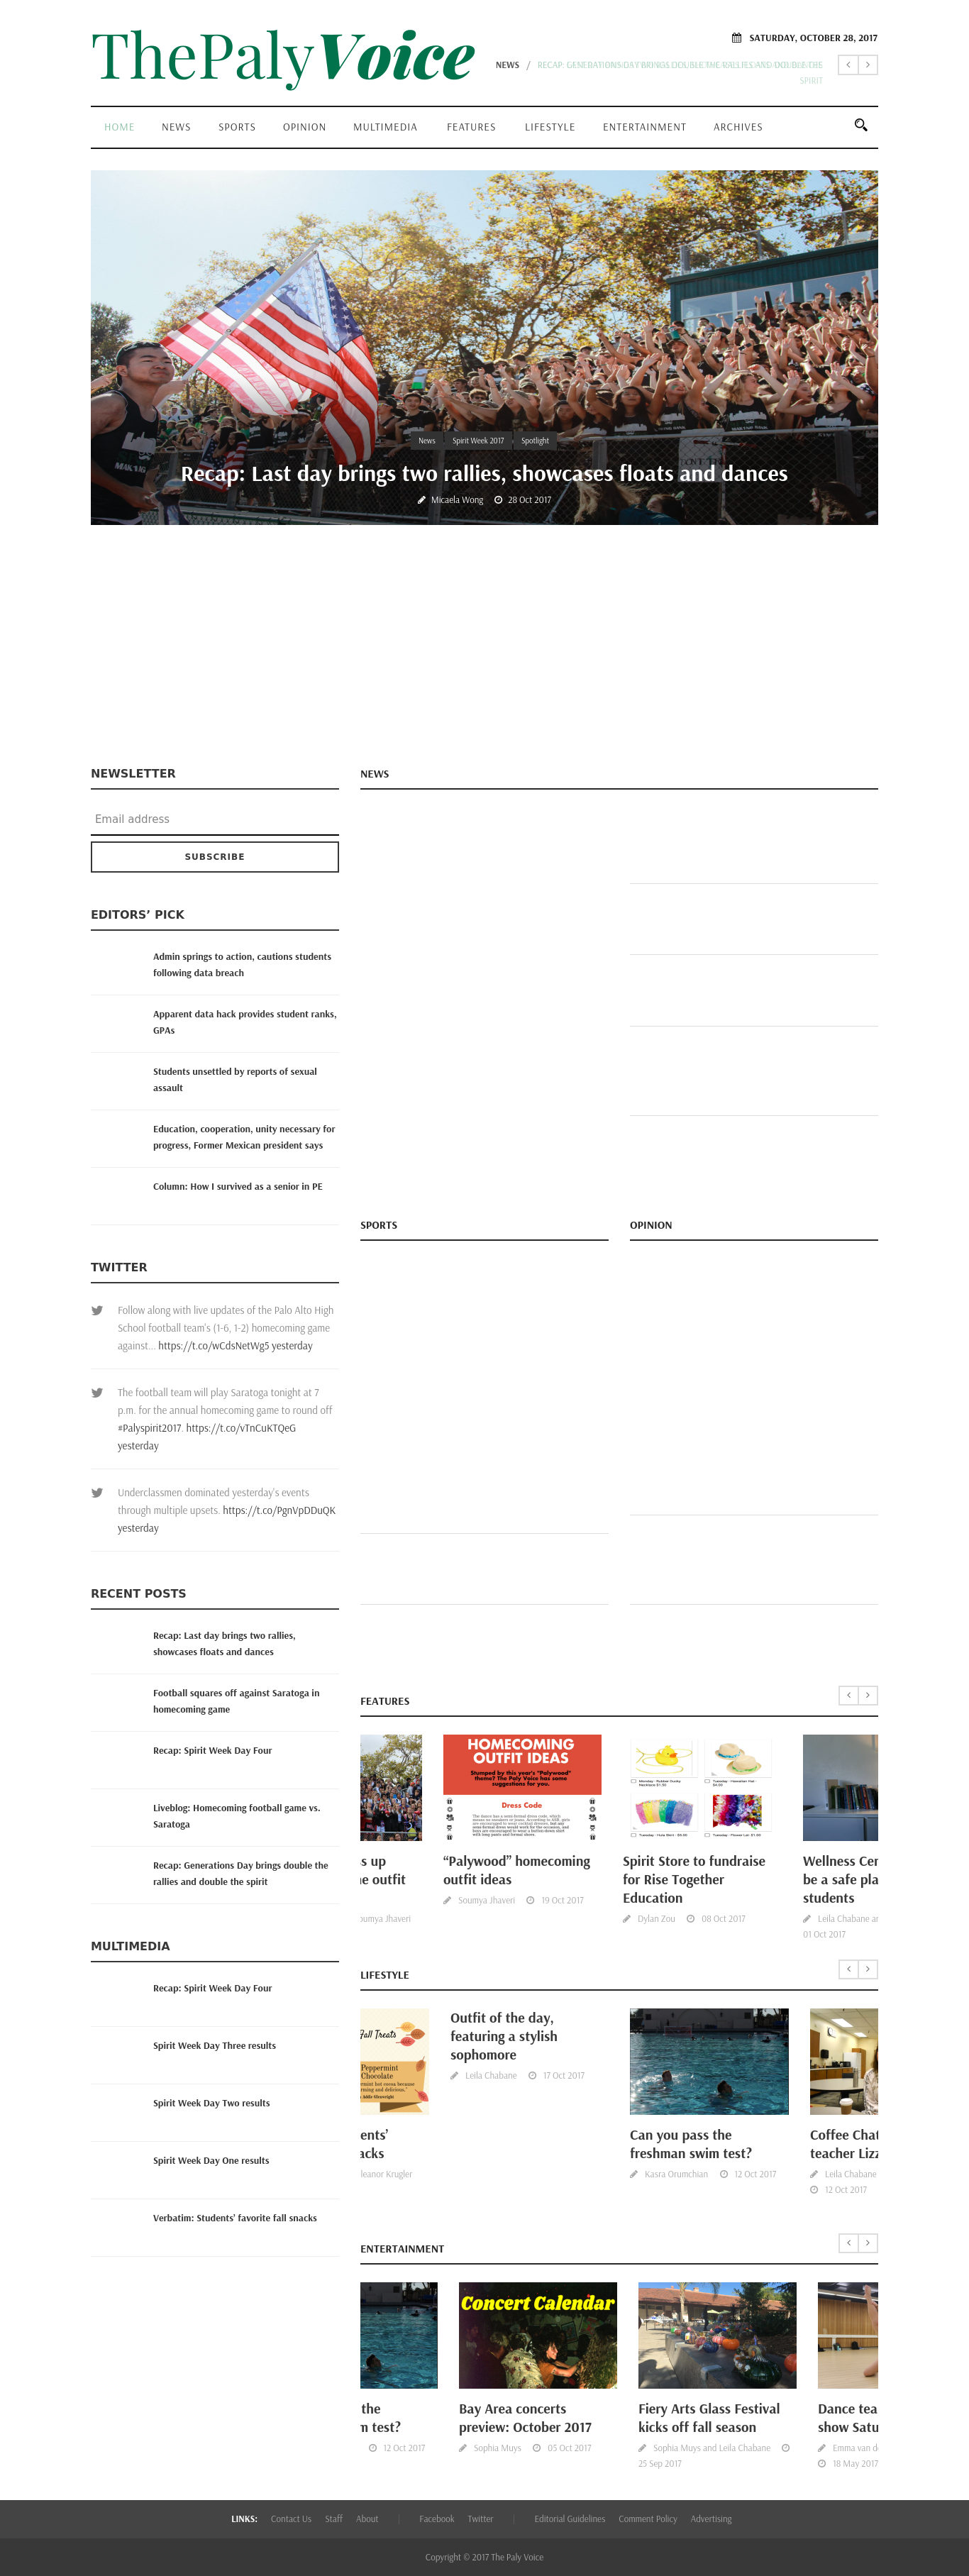 ThePalyVoice
SATURDAY, OCTOBER 28, 2017
NEWS / RECAP: GENERATIONS DAY BRINGS DOUBLE THE RALLIES AND DOUBLE THE
SPIRIT
HOME NEWS SPORTS OPINION MULTIMEDIA FEATURES LIFESTYLE ENTERTAINMENT ARCHIVES
News Spirit Week 2017 Spotlight
Recap: Last day brings two rallies, showcases floats and dances
Micaela Wong 28 Oct 2017
NEWSLETTER
Email address
SUBSCRIBE
EDITORS’ PICK
Admin springs to action, cautions students
following data breach
Apparent data hack provides student ranks,
GPAs
Students unsettled by reports of sexual
assault
Education, cooperation, unity necessary for
progress, Former Mexican president says
Column: How I survived as a senior in PE
TWITTER
Follow along with live updates of the Palo Alto High
School football team's (1-6, 1-2) homecoming game
against... https://t.co/wCdsNetWg5 yesterday
The football team will play Saratoga tonight at 7
p.m. for the annual homecoming game to round off
#Palyspirit2017. https://t.co/vTnCuKTQeG
yesterday
Underclassmen dominated yesterday's events
through multiple upsets. https://t.co/PgnVpDDuQK
yesterday
RECENT POSTS
Recap: Last day brings two rallies,
showcases floats and dances
Football squares off against Saratoga in
homecoming game
Recap: Spirit Week Day Four
Liveblog: Homecoming football game vs.
Saratoga
Recap: Generations Day brings double the
rallies and double the spirit
MULTIMEDIA
Recap: Spirit Week Day Four
Spirit Week Day Three results
Spirit Week Day Two results
Spirit Week Day One results
Verbatim: Students' favorite fall snacks
NEWS
SPORTS
OPINION
FEATURES
s up
e outfit
oumya Jhaveri
HOMECOMING
OUTFIT IDEAS
Stumped by this year's "Palywood"
theme? The Paly Voice has some
suggestions for you.
Dress Code
“Palywood” homecoming
outfit ideas
Soumya Jhaveri 19 Oct 2017
Spirit Store to fundraise
for Rise Together
Education
Dylan Zou 08 Oct 2017
Wellness Cen
be a safe pla
students
Leila Chabane an
01 Oct 2017
LIFESTYLE
Fall Treats
Peppermint
Chocolate
ents’
acks
leanor Krugler
Outfit of the day,
featuring a stylish
sophomore
Leila Chabane 17 Oct 2017
Can you pass the
freshman swim test?
Kasra Orumchian 12 Oct 2017
Coffee Chat
teacher Lizz
Leila Chabane
12 Oct 2017
ENTERTAINMENT
the
m test?
12 Oct 2017
Concert Calendar
Bay Area concerts
preview: October 2017
Sophia Muys 05 Oct 2017
Fiery Arts Glass Festival
kicks off fall season
Sophia Muys and Leila Chabane
25 Sep 2017
Dance tea
show Satu
Emma van d
18 May 2017
LINKS: Contact Us Staff About | Facebook Twitter | Editorial Guidelines Comment Policy Advertising
Copyright © 2017 The Paly Voice